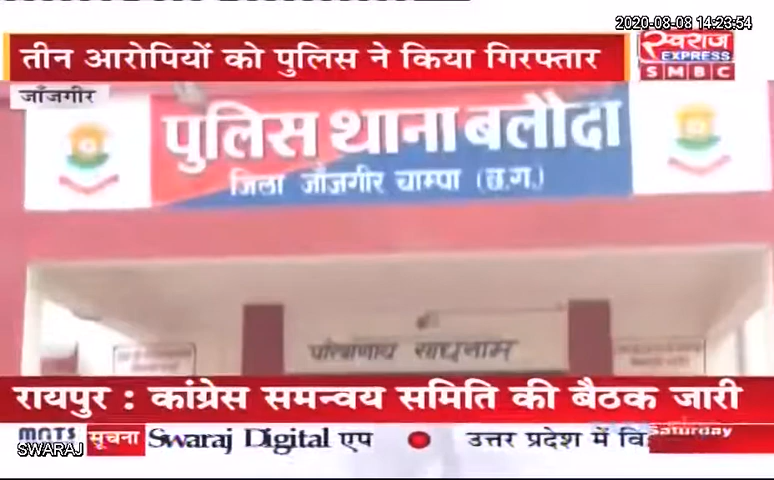 2020-08-08 14:23:54
तीन आरोपियों को पुलिस ने किया गिरफ्तार
स्वराज
EXPRESS
SMBC
जाँजगीर
पुलिस थाना बलौदा
जिला जाँजगीर चाम्पा (छ.ग.)
परित्राणाय साधूनाम्
रायपुर : कांग्रेस समन्वय समिति की बैठक जारी
सूचना Swaraj Digital एप
उत्तर प्रदेश में
Saturday
SWARAJ